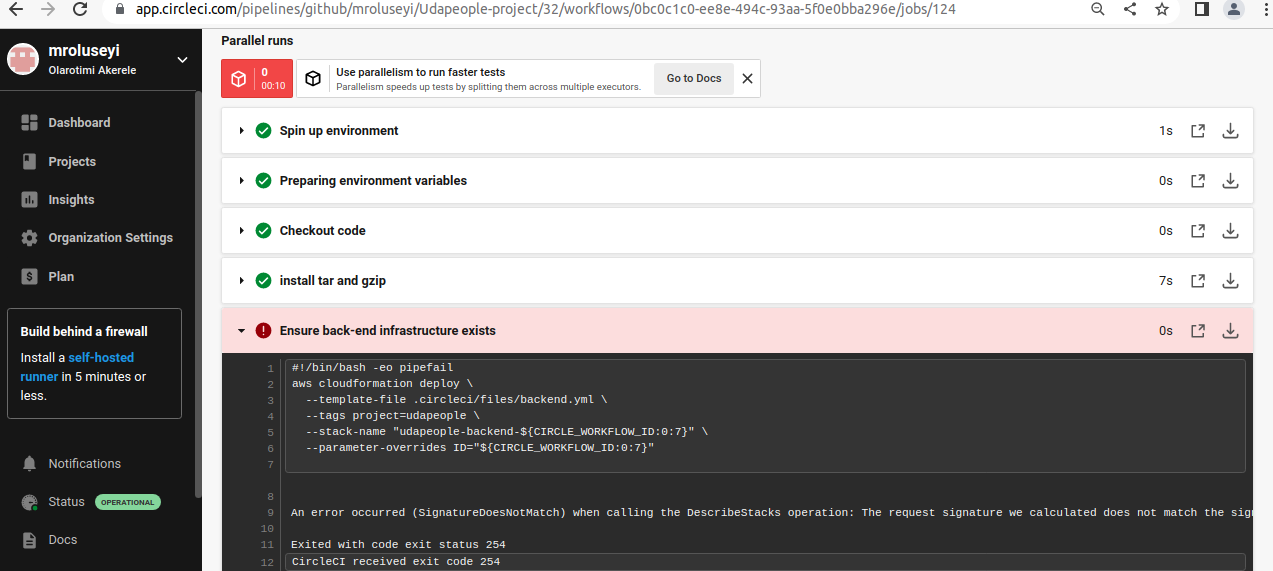 app.circleci.com/pipelines/github/mroluseyi/Udapeople-project/32/workflows/0bc0c1c0-ee8e-494c-93aa-5f0e0bba296e/jobs/124
mroluseyi
Olarotimi Akerele
Dashboard
Projects
Insights
Organization Settings
Plan
Build behind a firewall
Install a self-hosted
runner in 5 minutes or
less.
Notifications
Status OPERATIONAL
Docs
Parallel runs
0
00:10
Use parallelism to run faster tests
Parallelism speeds up tests by splitting them across multiple executors.
Go to Docs
Spin up environment 1s
Preparing environment variables 0s
Checkout code 0s
install tar and gzip 7s
Ensure back-end infrastructure exists 0s
1 #!/bin/bash -eo pipefail
2 aws cloudformation deploy \
3 --template-file .circleci/files/backend.yml \
4 --tags project=udapeople \
5 --stack-name "udapeople-backend-${CIRCLE_WORKFLOW_ID:0:7}" \
6 --parameter-overrides ID="${CIRCLE_WORKFLOW_ID:0:7}"
7
8
9 An error occurred (SignatureDoesNotMatch) when calling the DescribeStacks operation: The request signature we calculated does not match the
10
11 Exited with code exit status 254
12 CircleCI received exit code 254